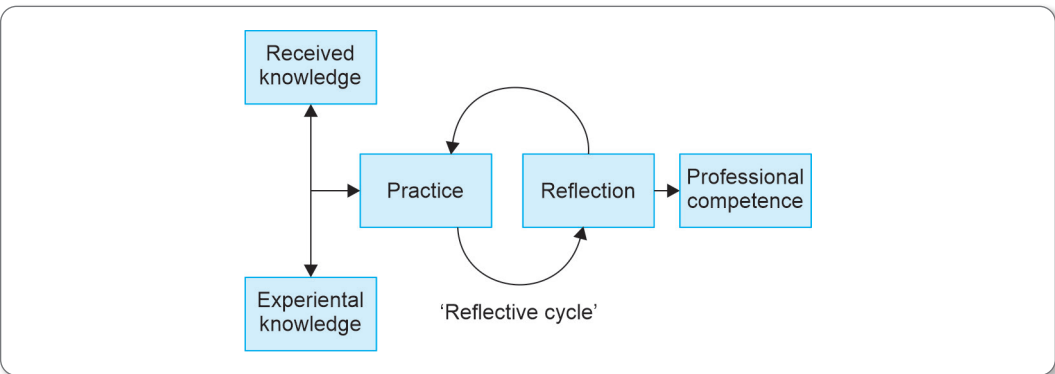 Received
knowledge
Practice
Reflection
Professional
competence
Experiental
knowledge
‘Reflective cycle’